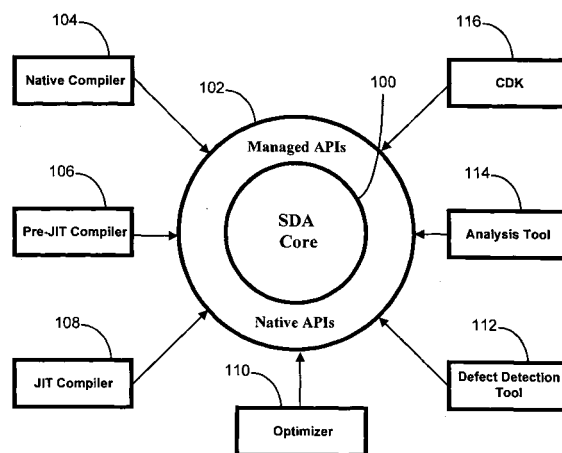 104
Native Compiler
116
CDK
102
100
Managed APIs
106
Pre-JIT Compiler
SDA
Core
114
Analysis Tool
108
JIT Compiler
Native APIs
112
Defect Detection
Tool
110
Optimizer